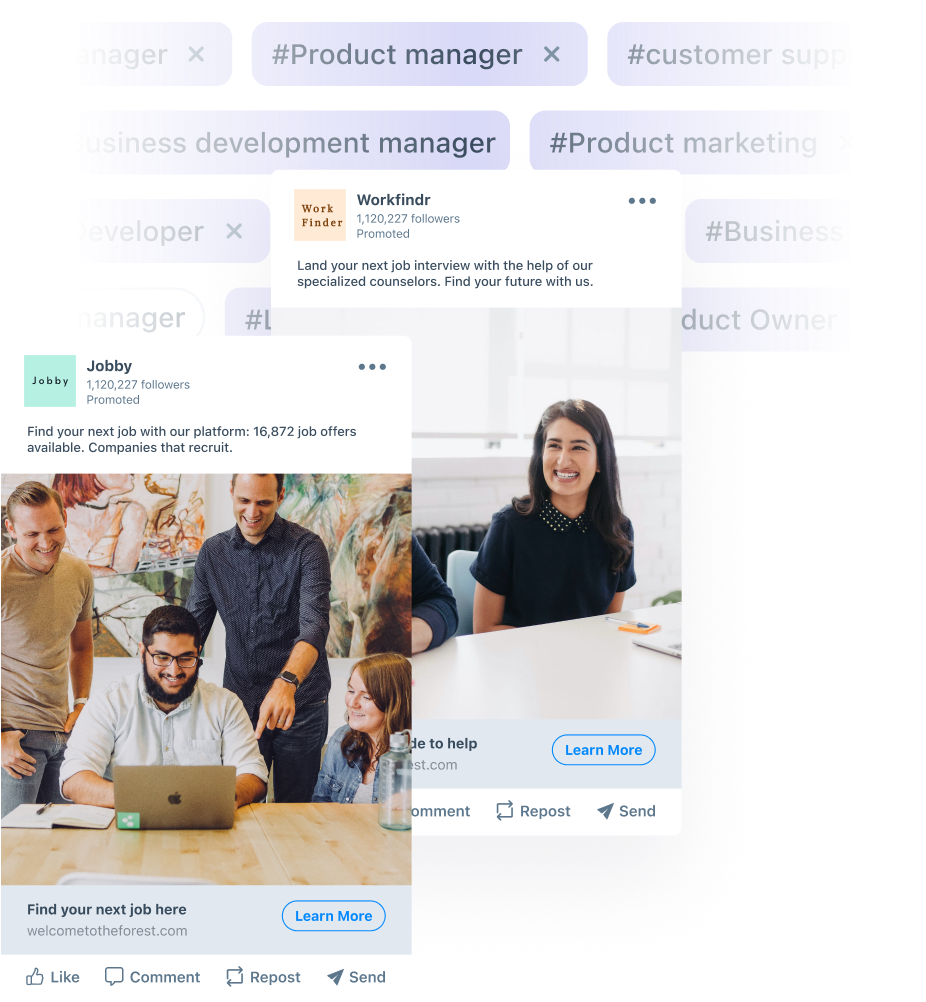 anager
#Product manager
#customer supp
usiness development manager
#Product marketing
Work
Finder
Workfindr
1,120,227 followers
Promoted
Land your next job interview with the help of our
specialized counselors. Find your future with us.
eveloper
#Business
anager
#L
duct Owner
Jobby
Jobby
1,120,227 followers
Promoted
Find your next job with our platform: 16,872 job offers
available. Companies that recruit.
de to help
est.com
Learn More
omment
Repost
Send
Find your next job here
welcometotheforest.com
Learn More
Like
Comment
Repost
Send